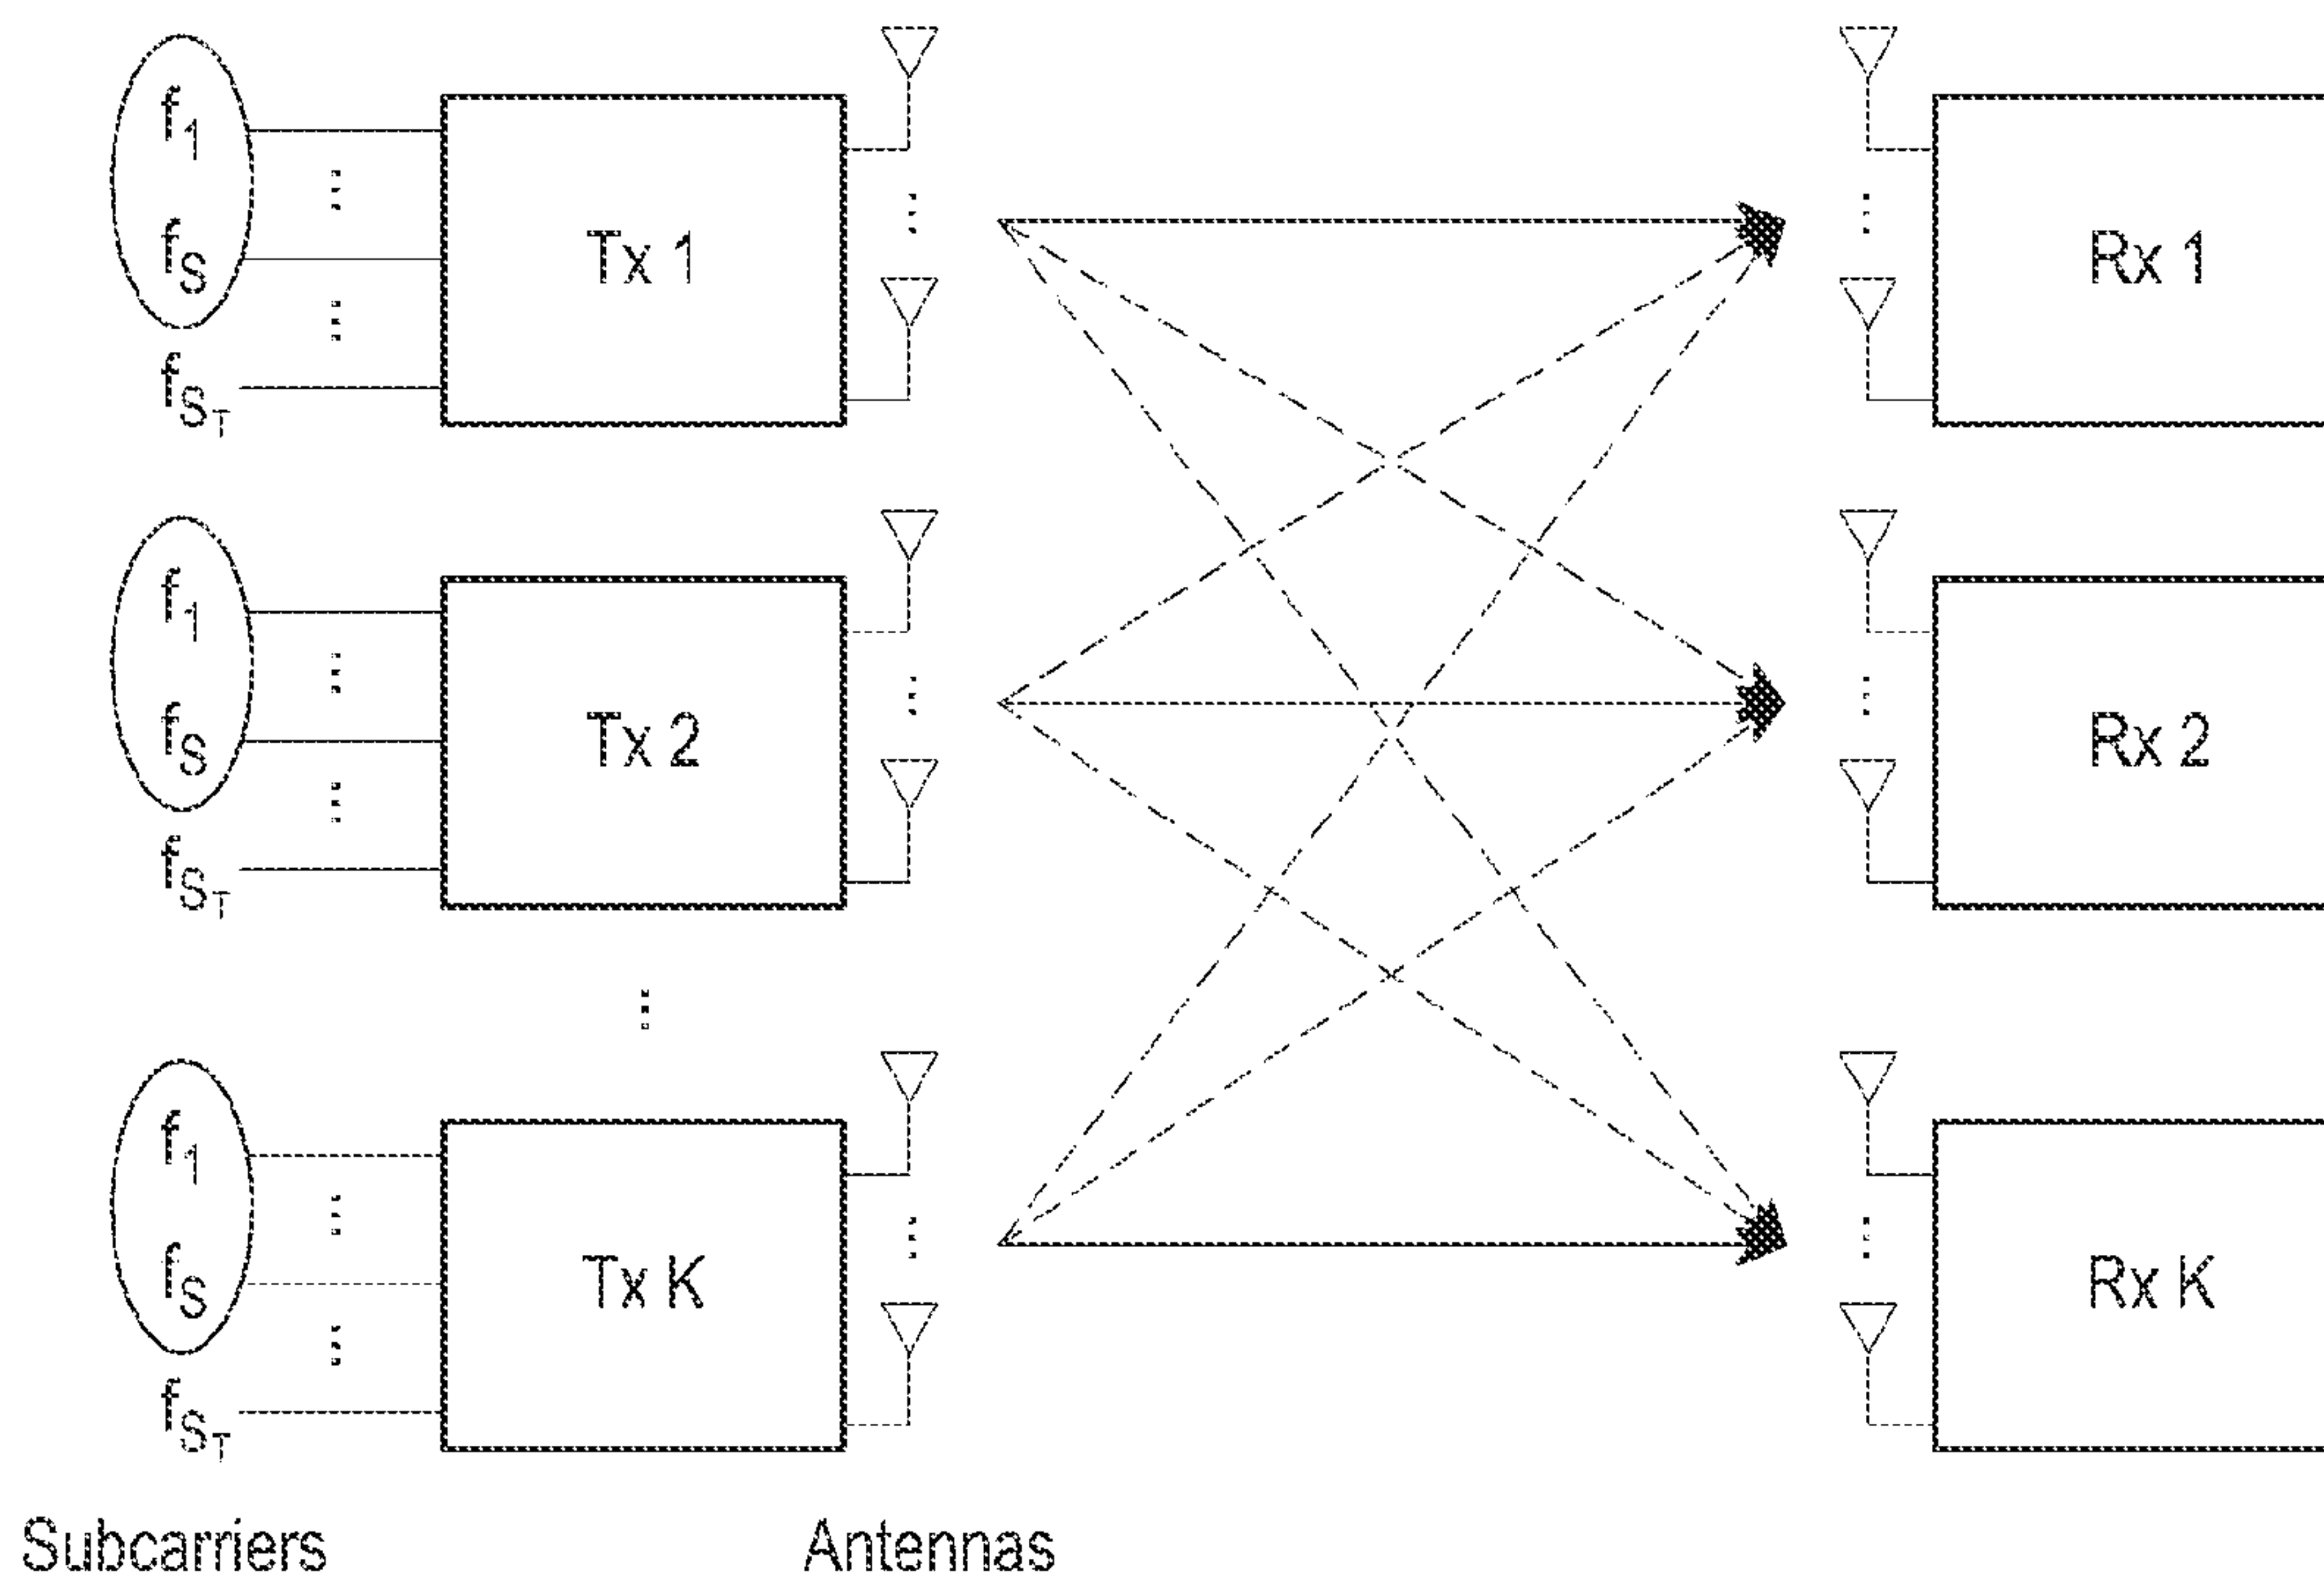 f1
fS
fST
Tx 1
Rx 1
f1
fS
fST
Tx 2
Rx 2
f1
fS
fST
Tx K
Rx K
Subcarriers
Antennas